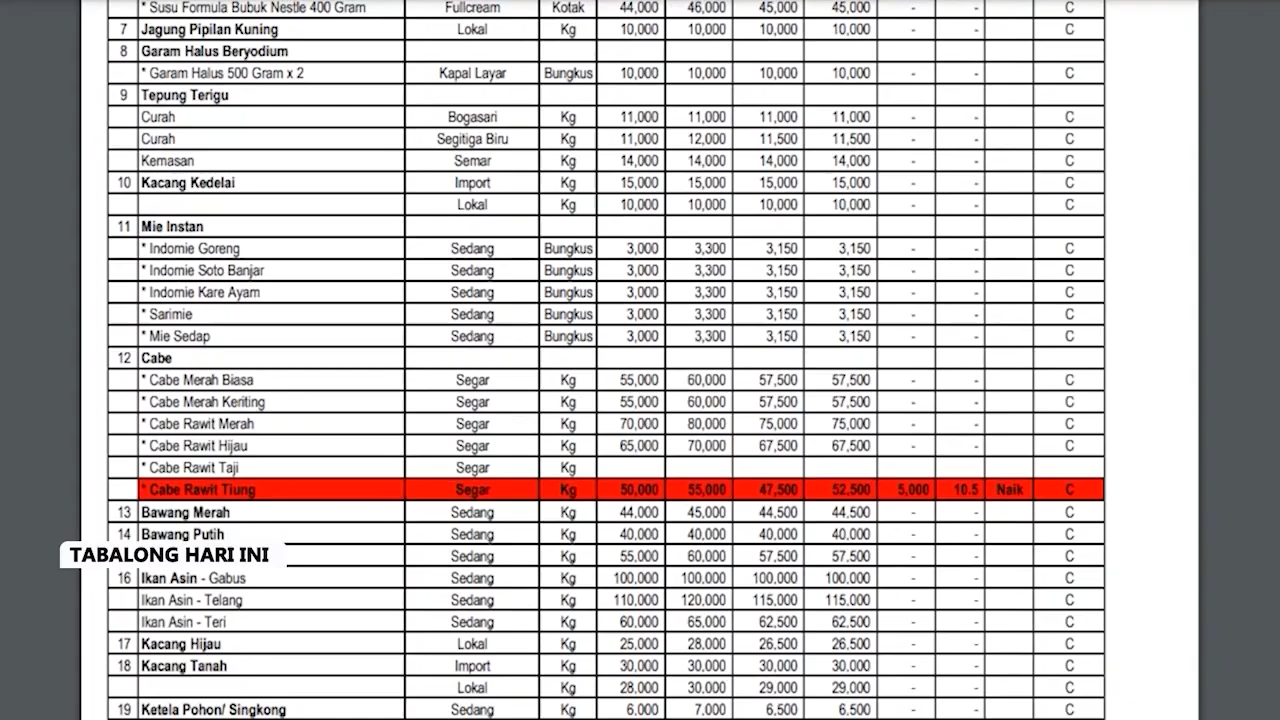 * Susu Formula Bubuk Nestle 400 Gram Fullcream Kotak 44,000 46,000 45,000 45,000 - - C
7 Jagung Pipilan Kuning Lokal Kg 10,000 10,000 10,000 10,000 - - C
8 Garam Halus Beryodium
* Garam Halus 500 Gram x 2 Kapal Layar Bungkus 10,000 10,000 10,000 10,000 - - C
9 Tepung Terigu
Curah Bogasari Kg 11,000 11,000 11,000 11,000 - - C
Curah Segitiga Biru Kg 11,000 12,000 11,500 11,500 - - C
Kemasan Semar Kg 14,000 14,000 14,000 14,000 - - C
10 Kacang Kedelai Import Kg 15,000 15,000 15,000 15,000 - - C
Lokal Kg 10,000 10,000 10,000 10,000 - - C
11 Mie Instan
* Indomie Goreng Sedang Bungkus 3,000 3,300 3,150 3,150 - - C
* Indomie Soto Banjar Sedang Bungkus 3,000 3,300 3,150 3,150 - - C
* Indomie Kare Ayam Sedang Bungkus 3,000 3,300 3,150 3,150 - - C
* Sarimie Sedang Bungkus 3,000 3,300 3,150 3,150 - - C
* Mie Sedap Sedang Bungkus 3,000 3,300 3,150 3,150 - - C
12 Cabe
* Cabe Merah Biasa Segar Kg 55,000 60,000 57,500 57,500 - - C
* Cabe Merah Keriting Segar Kg 55,000 60,000 57,500 57,500 - - C
* Cabe Rawit Merah Segar Kg 70,000 80,000 75,000 75,000 - - C
* Cabe Rawit Hijau Segar Kg 65,000 70,000 67,500 67,500 - - C
* Cabe Rawit Taji Segar Kg
* Cabe Rawit Tiung Segar Kg 50,000 55,000 47,500 52,500 5,000 10.5 Naik C
13 Bawang Merah Sedang Kg 44,000 45,000 44,500 44,500 - - C
14 Bawang Putih Sedang Kg 40,000 40,000 40,000 40,000 - - C
TABALONG HARI INI
Sedang Kg 55,000 60,000 57,500 57,500 - - C
16 Ikan Asin - Gabus Sedang Kg 100,000 100,000 100,000 100,000 - - C
Ikan Asin - Telang Sedang Kg 110,000 120,000 115,000 115,000 - - C
Ikan Asin - Teri Sedang Kg 60,000 65,000 62,500 62,500 - - C
17 Kacang Hijau Lokal Kg 25,000 28,000 26,500 26,500 - - C
18 Kacang Tanah Import Kg 30,000 30,000 30,000 30,000 - - C
Lokal Kg 28,000 30,000 29,000 29,000 - - C
19 Ketela Pohon/ Singkong Sedang Kg 6,000 7,000 6,500 6,500 - - C